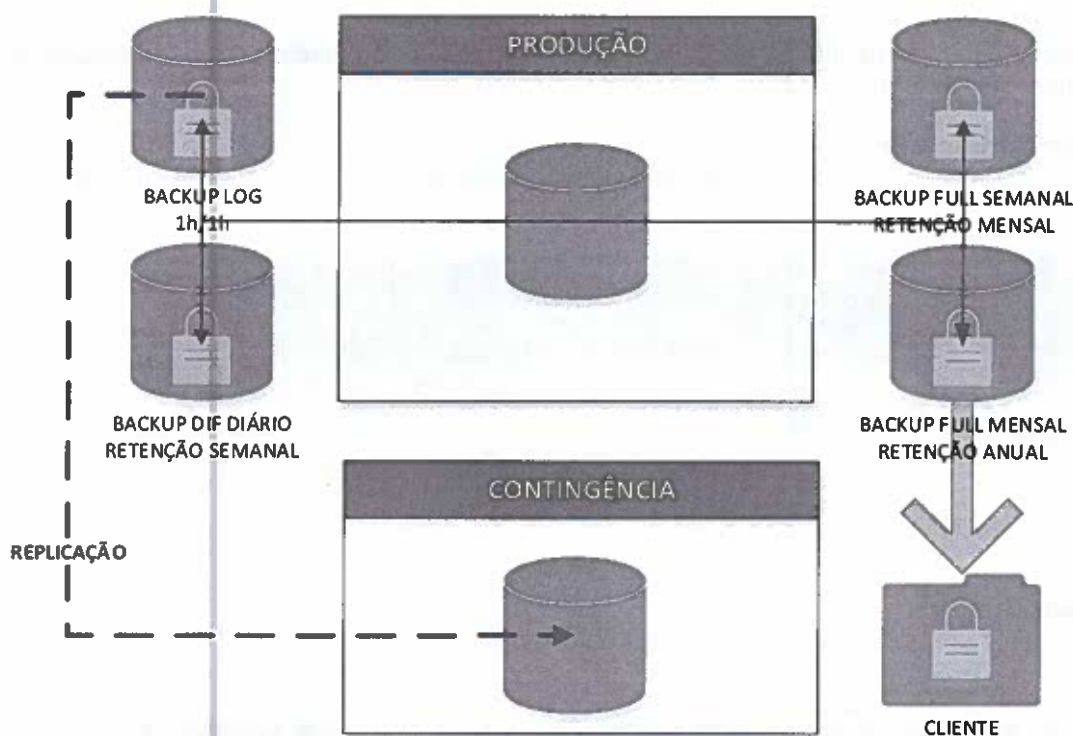 PRODUÇÃO
BACKUP LOG
1h/1h
BACKUP FULL SEMANAL
RETENÇÃO MENSAL
BACKUP DIF DIÁRIO
RETENÇÃO SEMANAL
BACKUP FULL MENSAL
RETENÇÃO ANUAL
CONTINGÊNCIA
REPLICAÇÃO
CLIENTE